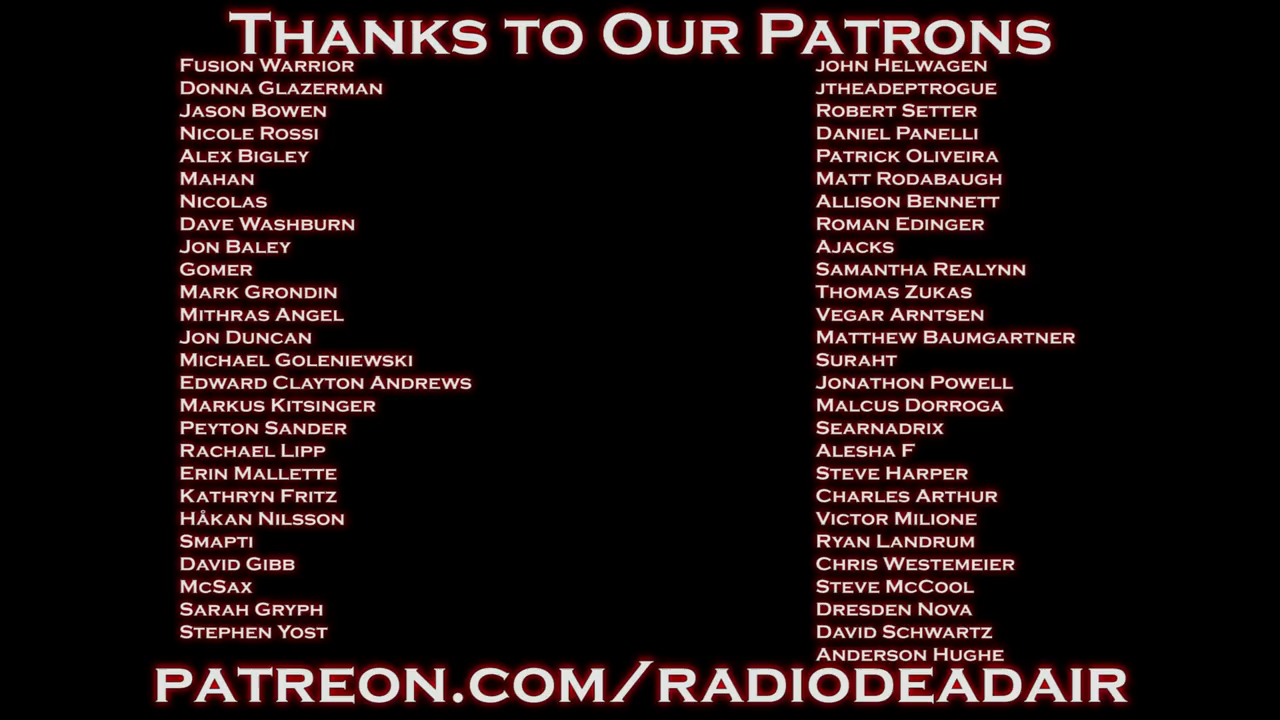 Thanks to Our Patrons
Fusion Warrior
Donna Glazerman
Jason Bowen
Nicole Rossi
Alex Bigley
Mahan
Nicolas
Dave Washburn
Jon Baley
Gomer
Mark Grondin
Mithras Angel
Jon Duncan
Michael Goleniewski
Edward Clayton Andrews
Markus Kitsinger
Peyton Sander
Rachael Lipp
Erin Mallette
Kathryn Fritz
Håkan Nilsson
Smapti
David Gibb
McSax
Sarah Gryph
Stephen Yost
John Helwagen
jtheadeptrogue
Robert Setter
Daniel Panelli
Patrick Oliveira
Matt Rodabaugh
Allison Bennett
Roman Edinger
Ajacks
Samantha Realynn
Thomas Zukas
Vegar Arntsen
Matthew Baumgartner
Suraht
Jonathon Powell
Malcus Dorroga
Searnadrix
Alesha F
Steve Harper
Charles Arthur
Victor Milione
Ryan Landrum
Chris Westemeier
Steve McCool
Dresden Nova
David Schwartz
Anderson Hughe
patreon.com/radiodeadair